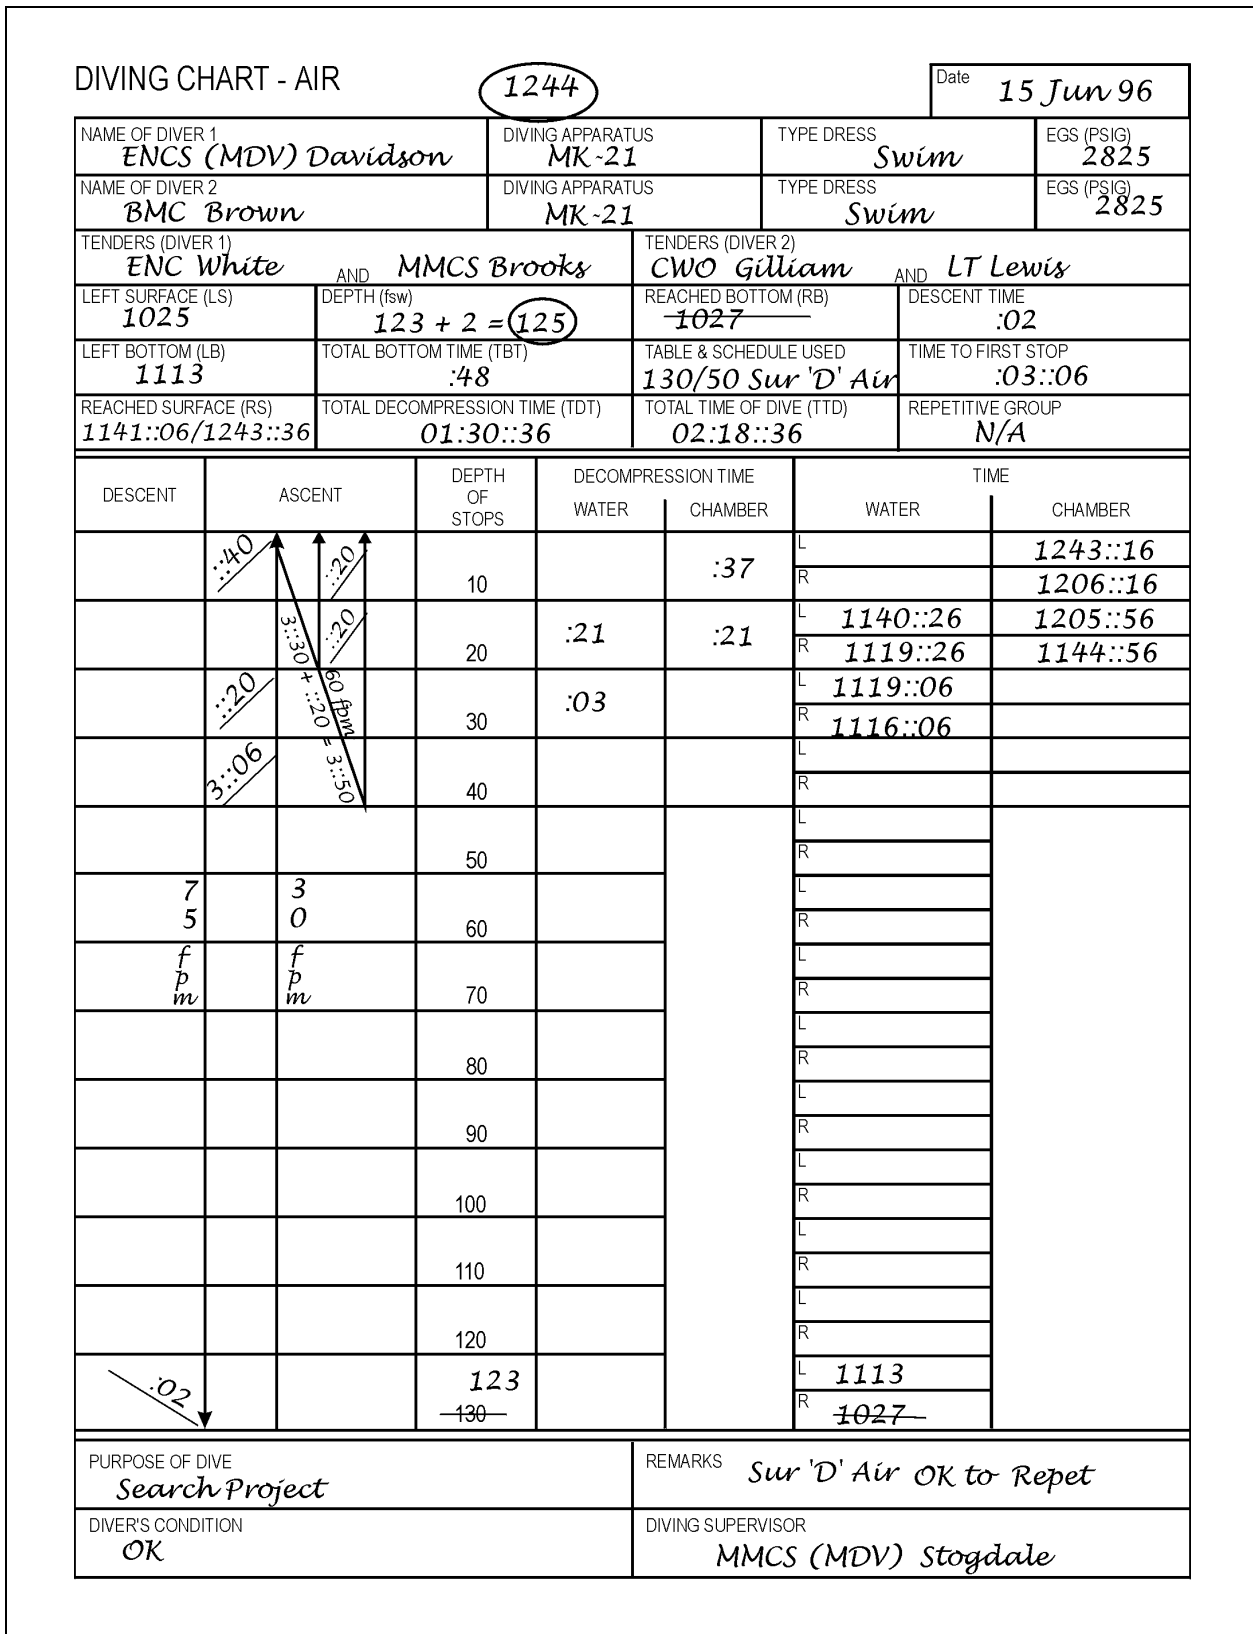 DIVING CHART - AIR
1244
Date 15 Jun 96
NAME OF DIVER 1 DIVING APPARATUS TYPE DRESS EGS (PSIG)
ENCS (MDV) Davidson MK-21 Swim 2825
NAME OF DIVER 2 DIVING APPARATUS TYPE DRESS EGS (PSIG)
BMC Brown MK-21 Swim 2825
TENDERS (DIVER 1) TENDERS (DIVER 2)
ENC White AND MMCS Brooks CWO Gilliam AND LT Lewis
LEFT SURFACE (LS) DEPTH (fsw) REACHED BOTTOM (RB) DESCENT TIME
1025 123 + 2 = 125 1027 :02
LEFT BOTTOM (LB) TOTAL BOTTOM TIME (TBT) TABLE & SCHEDULE USED TIME TO FIRST STOP
1113 :48 130/50 Sur 'D' Air :03::06
REACHED SURFACE (RS) TOTAL DECOMPRESSION TIME (TDT) TOTAL TIME OF DIVE (TTD) REPETITIVE GROUP
1141::06/1243::36 01:30::36 02:18::36 N/A
DESCENT ASCENT DEPTH OF STOPS DECOMPRESSION TIME TIME
WATER CHAMBER WATER CHAMBER
::40 ::20 :37 L 1243::16
10 R 1206::16
::20 :21 :21 L 1140::26 1205::56
20 R 1119::26 1144::56
3::30 + ::20 = 3::50
60 fpm
::20 :03 L 1119::06
30 R 1116::06
3::06 L
40 R
L
50 R
75 fpm 30 fpm
L
60 R
L
70 R
L
80 R
L
90 R
L
100 R
L
110 R
L
120 R
:02 123 L 1113
130 R 1027
PURPOSE OF DIVE REMARKS
Search Project Sur 'D' Air OK to Repet
DIVER'S CONDITION DIVING SUPERVISOR
OK MMCS (MDV) Stogdale